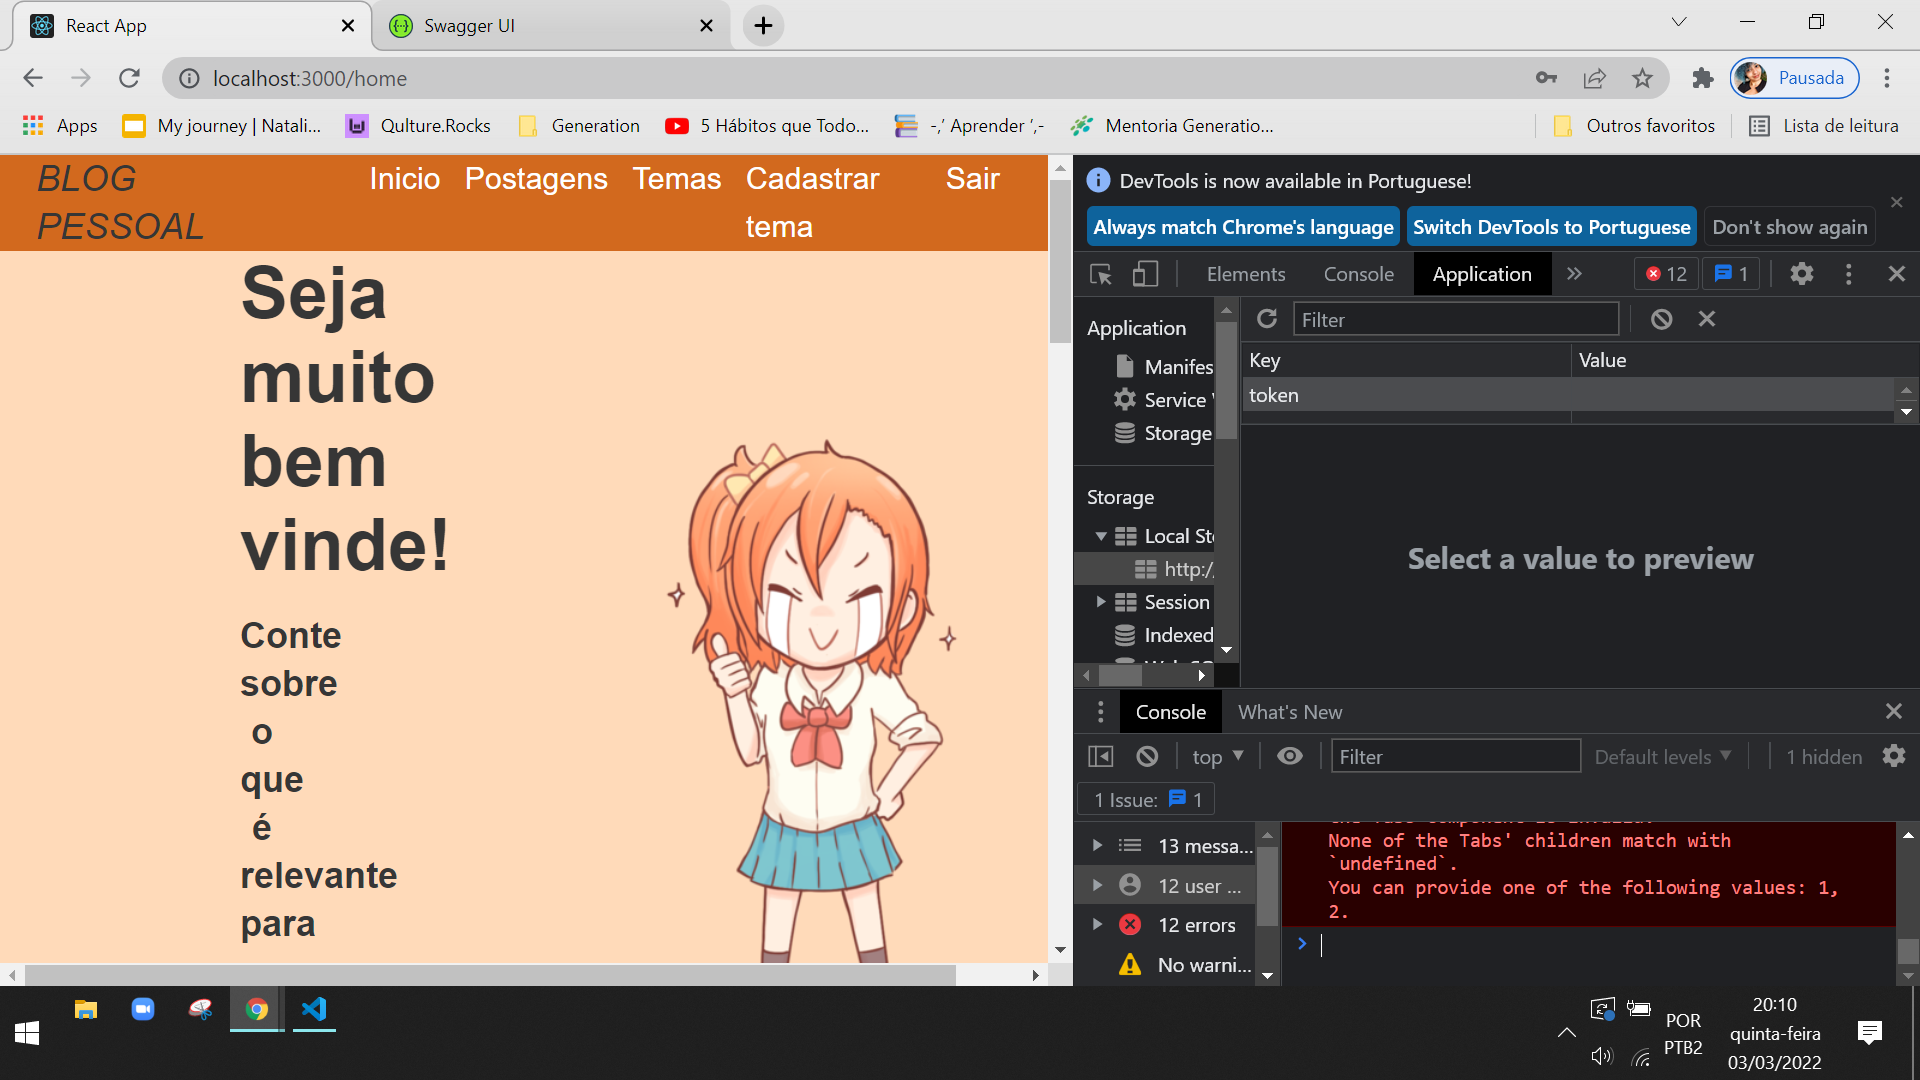 React App
Swagger UI
localhost:3000/home
Pausada
Apps
My journey | Natali...
Qulture.Rocks
Generation
5 Hábitos que Todo...
-,' Aprender ',-
Mentoria Generatio...
Outros favoritos
Lista de leitura
BLOG
PESSOAL
Inicio
Postagens
Temas
Cadastrar
tema
Sair
Seja
muito
bem
vinde!
Conte
sobre
o
que
é
relevante
para
DevTools is now available in Portuguese!
Always match Chrome's language
Switch DevTools to Portuguese
Don't show again
Elements
Console
Application
12
1
Application
Manifes
Service
Storage
Storage
Local Sto
http:/
Session
Indexed
Filter
Key
Value
token
Select a value to preview
Console
What's New
top
Filter
Default levels
1 hidden
1 Issue:
1
13 messa...
12 user ...
12 errors
No warni...
None of the Tabs' children match with
`undefined`.
You can provide one of the following values: 1,
2.
POR
PTB2
20:10
quinta-feira
03/03/2022